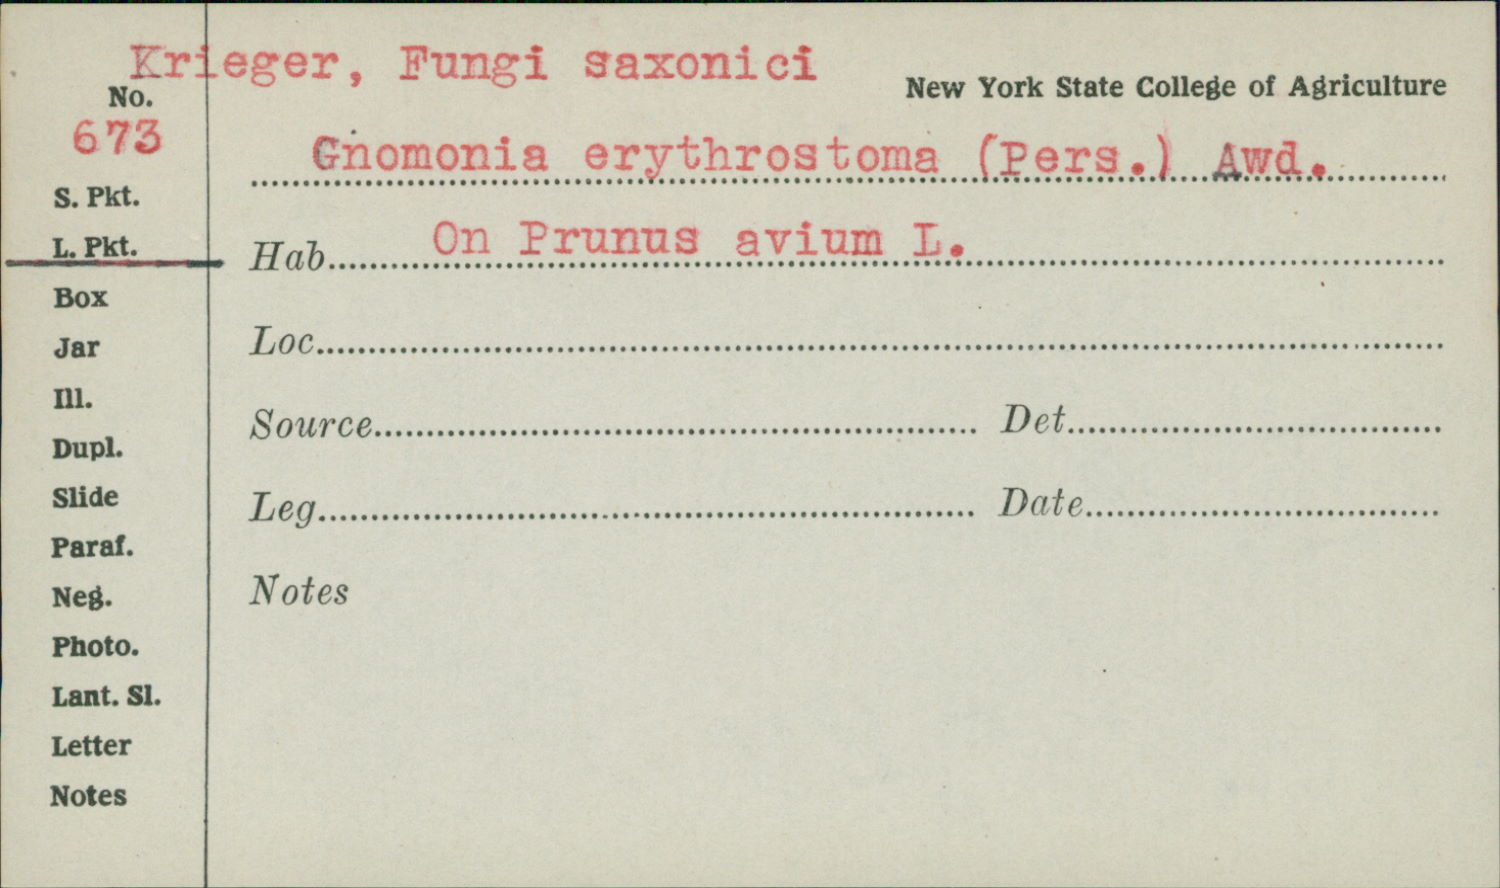 Krieger, Fungi saxonici
New York State College of Agriculture
No.
673
Gnomonia erythrostoma (Pers.) Awd.
S. Pkt.
L. Pkt.
Hab. On Prunus avium L.
Box
Jar
Loc.
Ill.
Source Det.
Dupl.
Slide
Leg. Date
Paraf.
Neg.
Notes
Photo.
Lant. Sl.
Letter
Notes